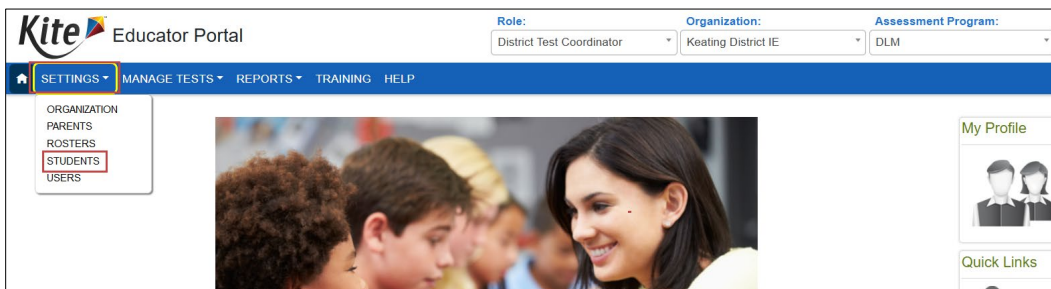 Kite Educator Portal
Role: Organization: Assessment Program:
District Test Coordinator Keating District IE DLM
SETTINGS MANAGE TESTS REPORTS TRAINING HELP
ORGANIZATION
PARENTS
ROSTERS
STUDENTS
USERS
My Profile
Quick Links